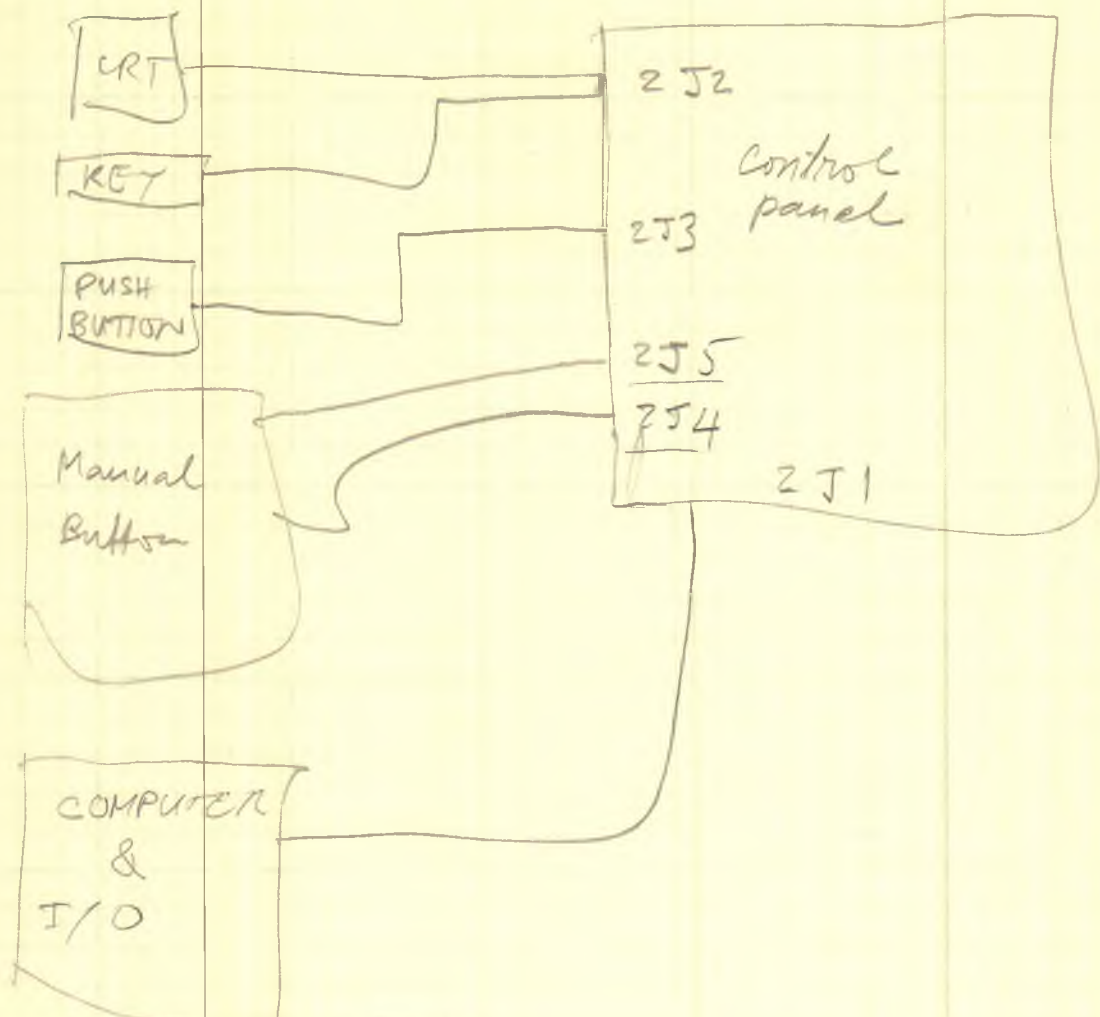 CRT
KEY
PUSH
BUTTON
Manual
Button
COMPUTER
&
I/O
2J2
Control
panel
2J3
2J5
2J4
2J1